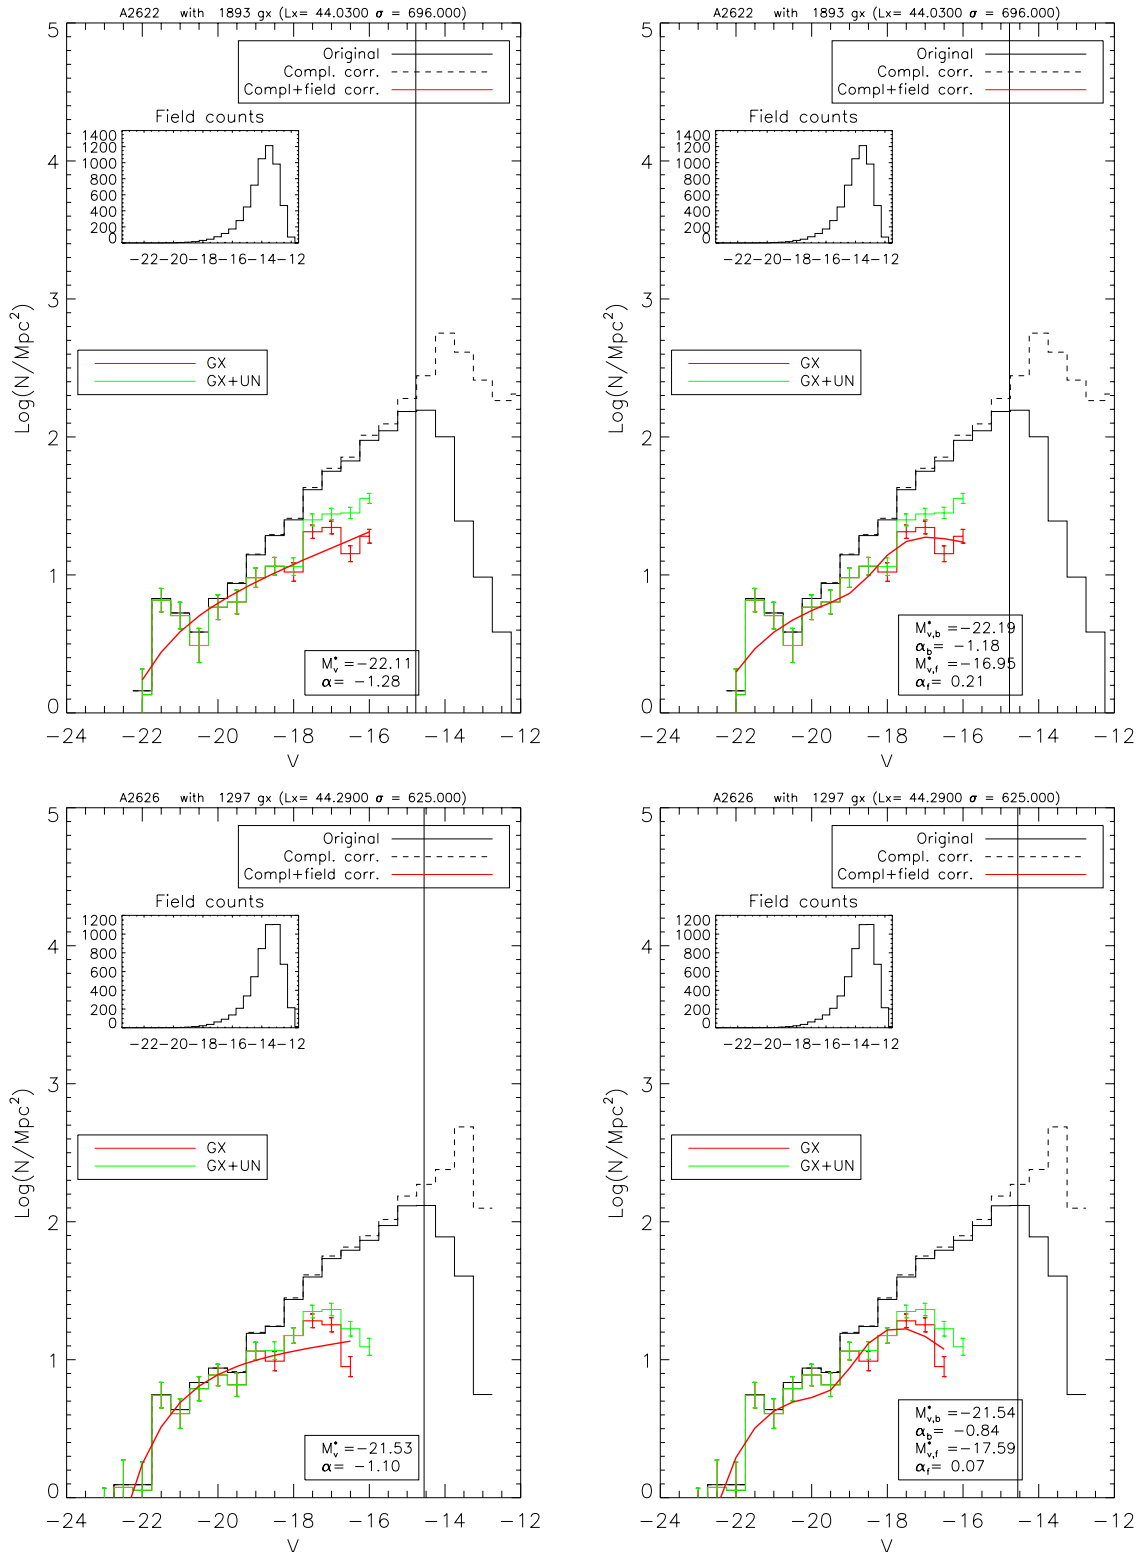 A2622 with 1893 gx (Lx= 44.0300 σ = 696.000)
Original
Compl. corr.
Compl+field corr.
Field counts
1400
1200
1000
800
600
400
200
0
-22-20-18-16-14-12
GX
GX+UN
M*v =-22.11
α= -1.28
Log(N/Mpc²)
5
4
3
2
1
0
-24 -22 -20 -18 -16 -14 -12
V
A2622 with 1893 gx (Lx= 44.0300 σ = 696.000)
Original
Compl. corr.
Compl+field corr.
Field counts
1400
1200
1000
800
600
400
200
0
-22-20-18-16-14-12
GX
GX+UN
M*v,b =-22.19
αb= -1.18
M*v,f =-16.95
αf= 0.21
Log(N/Mpc²)
5
4
3
2
1
0
-24 -22 -20 -18 -16 -14 -12
V
A2626 with 1297 gx (Lx= 44.2900 σ = 625.000)
Original
Compl. corr.
Compl+field corr.
Field counts
1200
1000
800
600
400
200
0
-22-20-18-16-14-12
GX
GX+UN
M*v =-21.53
α= -1.10
Log(N/Mpc²)
5
4
3
2
1
0
-24 -22 -20 -18 -16 -14 -12
V
A2626 with 1297 gx (Lx= 44.2900 σ = 625.000)
Original
Compl. corr.
Compl+field corr.
Field counts
1200
1000
800
600
400
200
0
-22-20-18-16-14-12
GX
GX+UN
M*v,b =-21.54
αb= -0.84
M*v,f =-17.59
αf= 0.07
Log(N/Mpc²)
5
4
3
2
1
0
-24 -22 -20 -18 -16 -14 -12
V